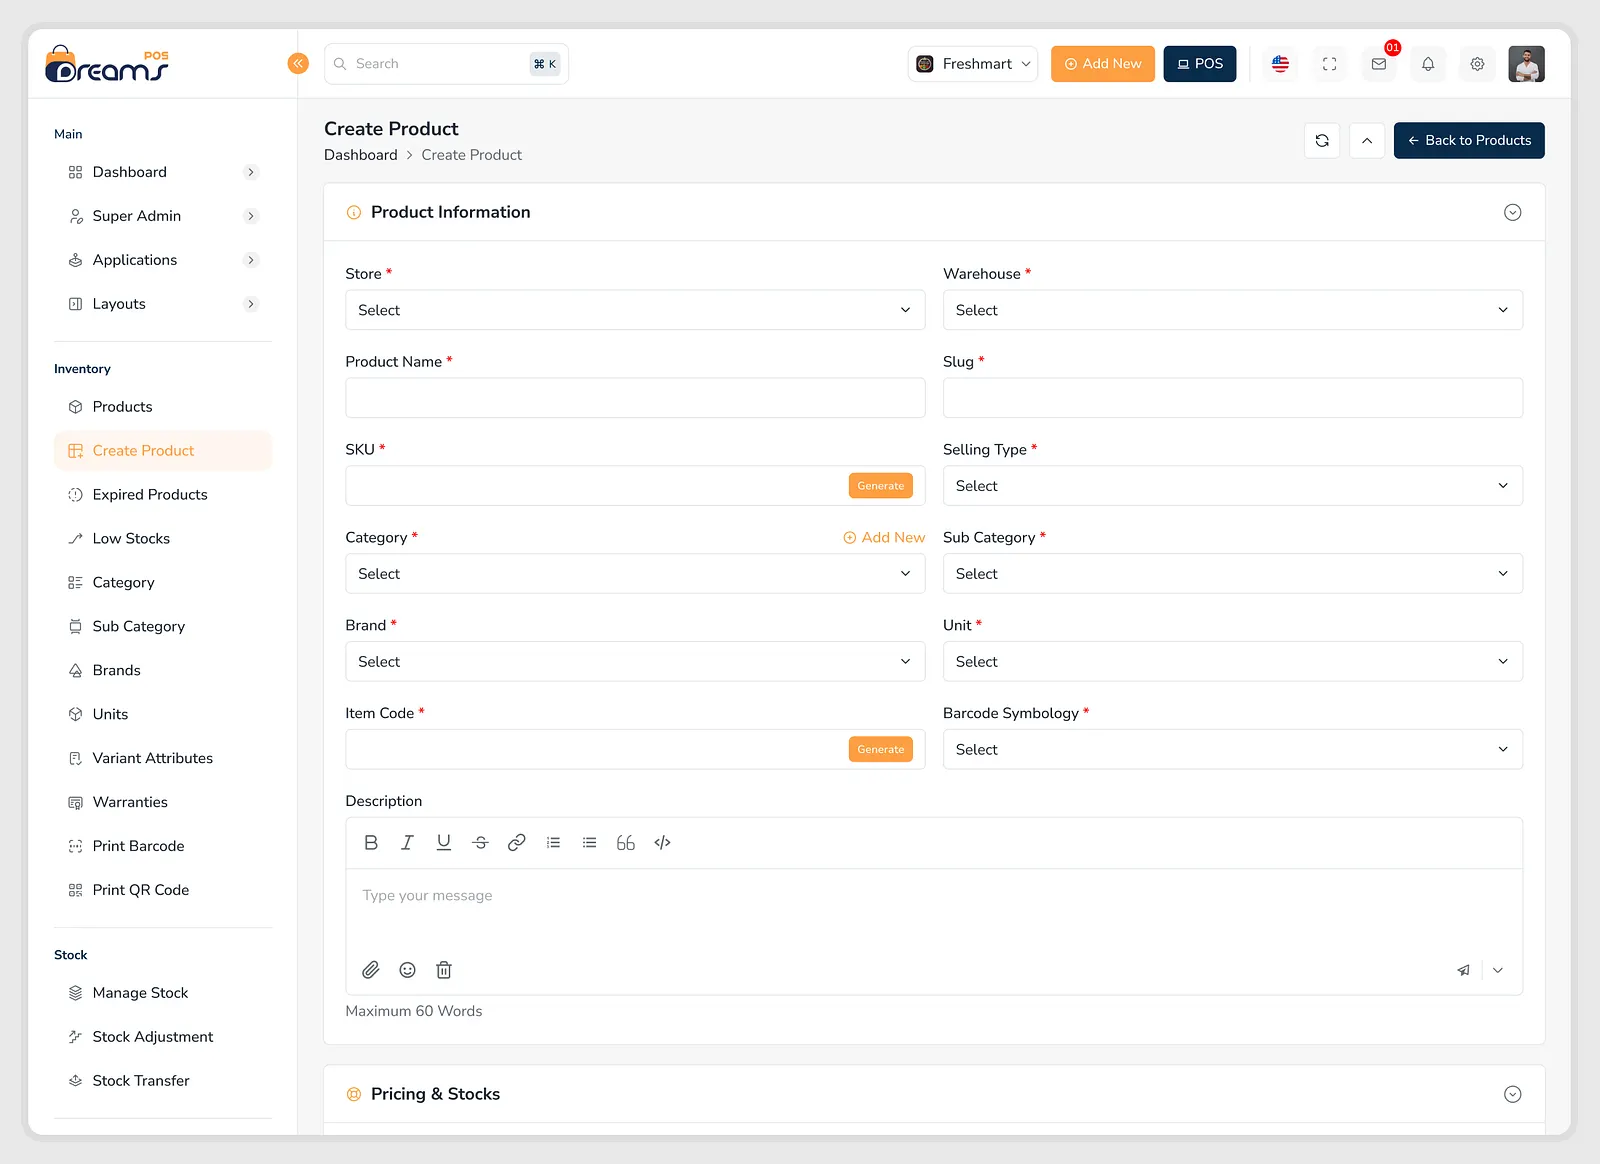 POS
Dreams
Search
⌘ K
Freshmart
Add New
POS
01
Main
Dashboard
Super Admin
Applications
Layouts
Inventory
Products
Create Product
Expired Products
Low Stocks
Category
Sub Category
Brands
Units
Variant Attributes
Warranties
Print Barcode
Print QR Code
Stock
Manage Stock
Stock Adjustment
Stock Transfer
Create Product
Dashboard > Create Product
← Back to Products
Product Information
Store *
Select
Warehouse *
Select
Product Name *
Slug *
SKU *
Generate
Selling Type *
Select
Category *
Add New
Select
Sub Category *
Select
Brand *
Select
Unit *
Select
Item Code *
Generate
Barcode Symbology *
Select
Description
Type your message
Maximum 60 Words
Pricing & Stocks